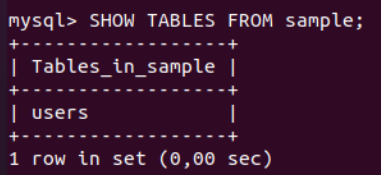 mysql> SHOW TABLES FROM sample;
+------------------+
| Tables_in_sample |
+------------------+
| users            |
+------------------+
1 row in set (0,00 sec)